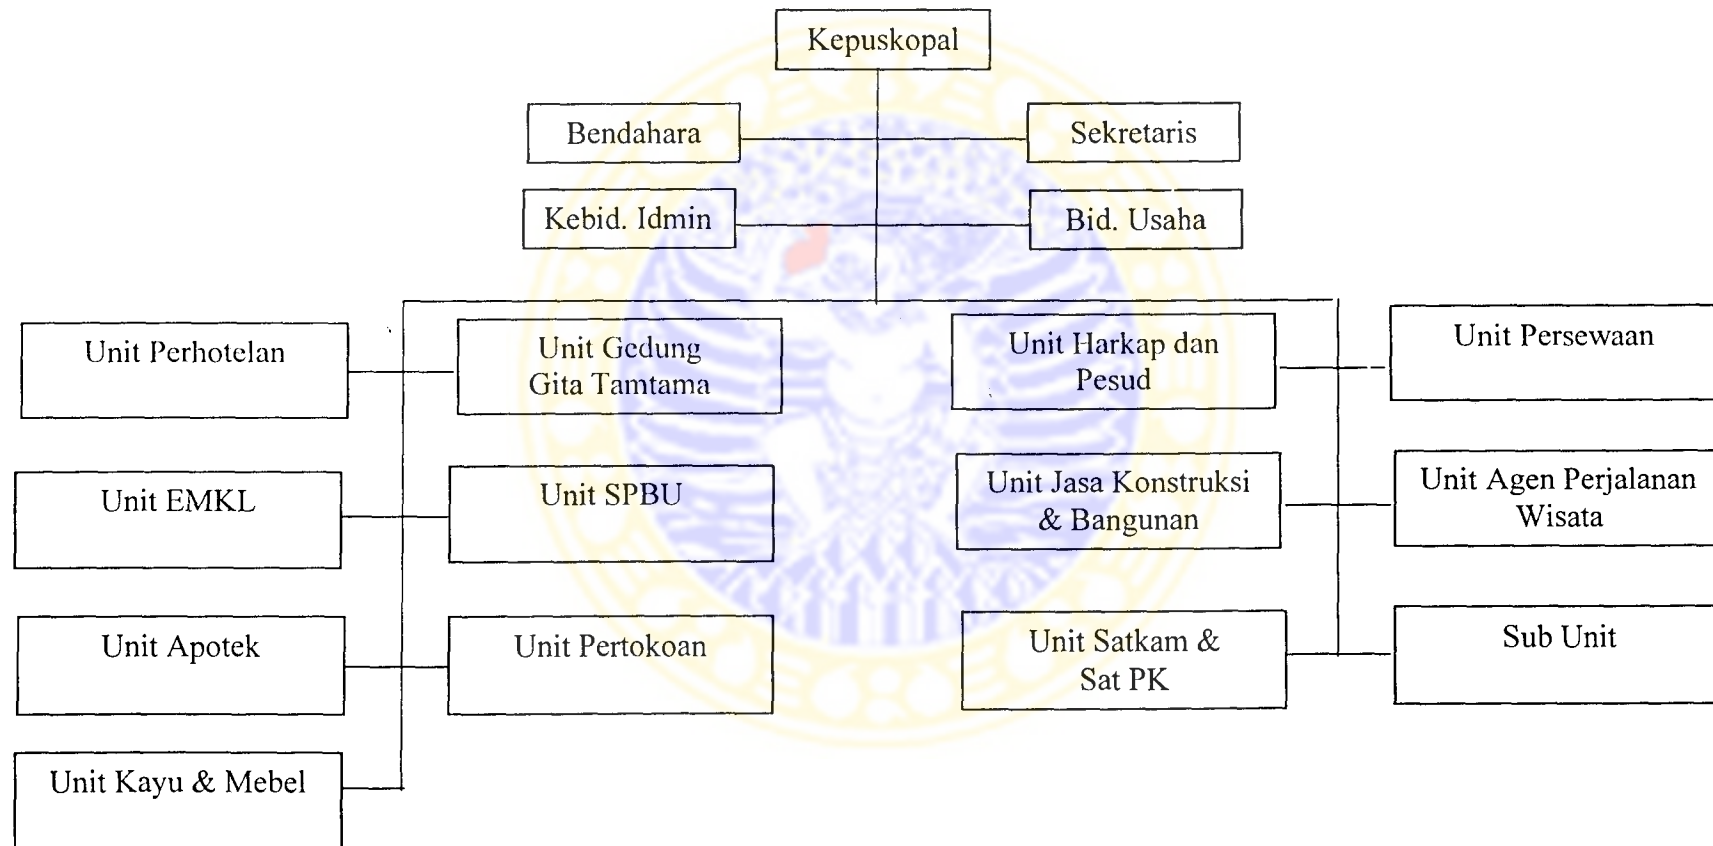 Kepuskopal
Bendahara
Sekretaris
Kebid. Idmin
Bid. Usaha
Unit Perhotelan
Unit Gedung
Gita Tamtama
Unit Harkap dan
Pesud
Unit Persewaan
Unit EMKL
Unit SPBU
Unit Jasa Konstruksi
& Bangunan
Unit Agen Perjalanan
Wisata
Unit Apotek
Unit Pertokoan
Unit Satkam &
Sat PK
Sub Unit
Unit Kayu & Mebel